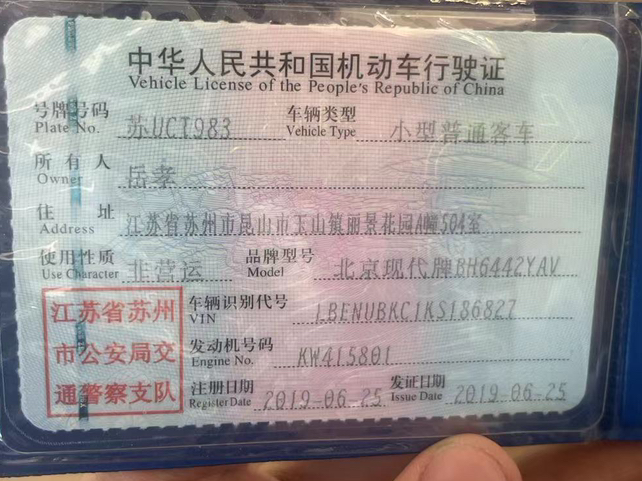 中华人民共和国机动车行驶证
Vehicle License of the People's Republic of China
号牌号码 苏UCT983 车辆类型 小型普通客车
Plate No. Vehicle Type
所有人 岳孝
Owner
住址 江苏省苏州市昆山市玉山镇丽景花园A幢504室
Address
使用性质 非营运 品牌型号 北京现代牌BH6442YAV
Use Character Model
江苏省苏州 车辆识别代号 LBENUBKC1KS186827
VIN
市公安局交 发动机号码 KW415801
Engine No.
通警察支队 注册日期 2019-06-25 发证日期 2019-06-25
Register Date Issue Date